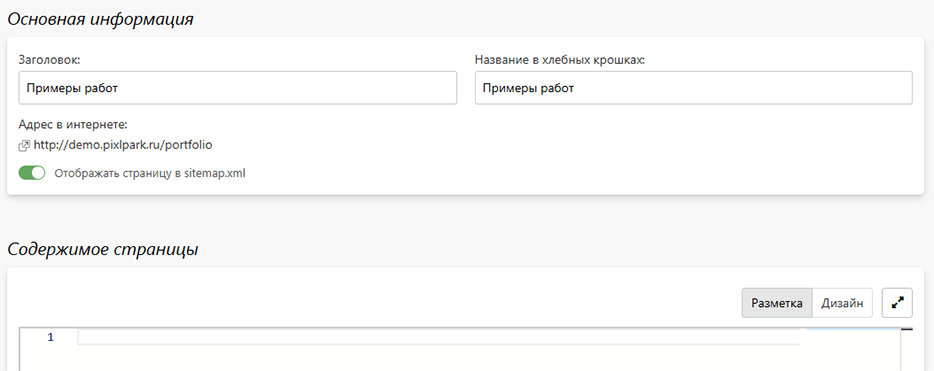 Основная информация
Заголовок: Название в хлебных крошках:
Примеры работ Примеры работ
Адрес в интернете:
http://demo.pixlpark.ru/portfolio
Отображать страницу в sitemap.xml
Содержимое страницы
Разметка Дизайн
1